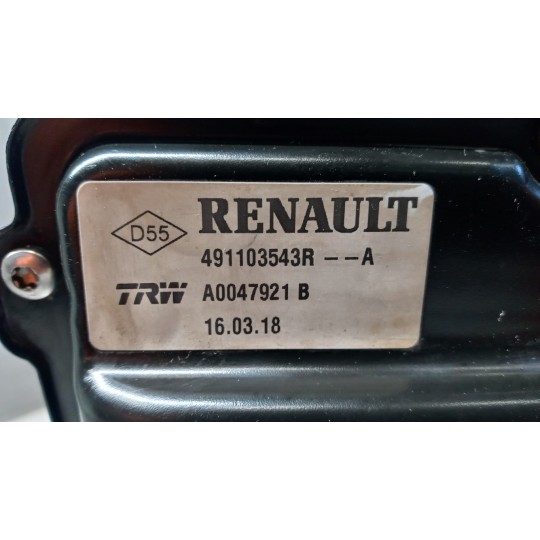 D55 RENAULT
491103543R --A
TRW A0047921 B
16.03.18